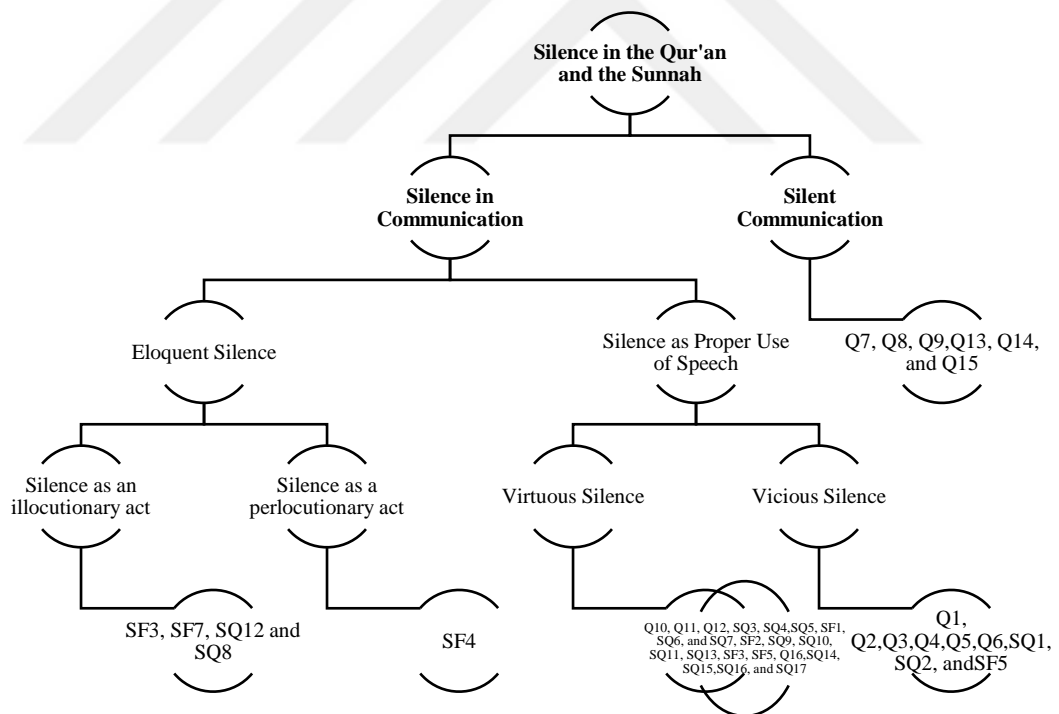 Silence in the Qur'an
and the Sunnah
Silence in
Communication
Silent
Communication
Eloquent Silence
Silence as Proper Use
of Speech
Q7, Q8, Q9,Q13, Q14,
and Q15
Silence as an
illocutionary act
Silence as a
perlocutionary act
Virtuous Silence
Vicious Silence
SF3, SF7, SQ12 and
SQ8
SF4
Q10, Q11, Q12, SQ3, SQ4,SQ5, SF1,
SQ6, and SQ7, SF2, SQ9, SQ10,
SQ11, SQ13, SF3, SF5, Q16,SQ14,
SQ15,SQ16, and SQ17
Q1,
Q2,Q3,Q4,Q5,Q6,SQ1,
SQ2, andSF5